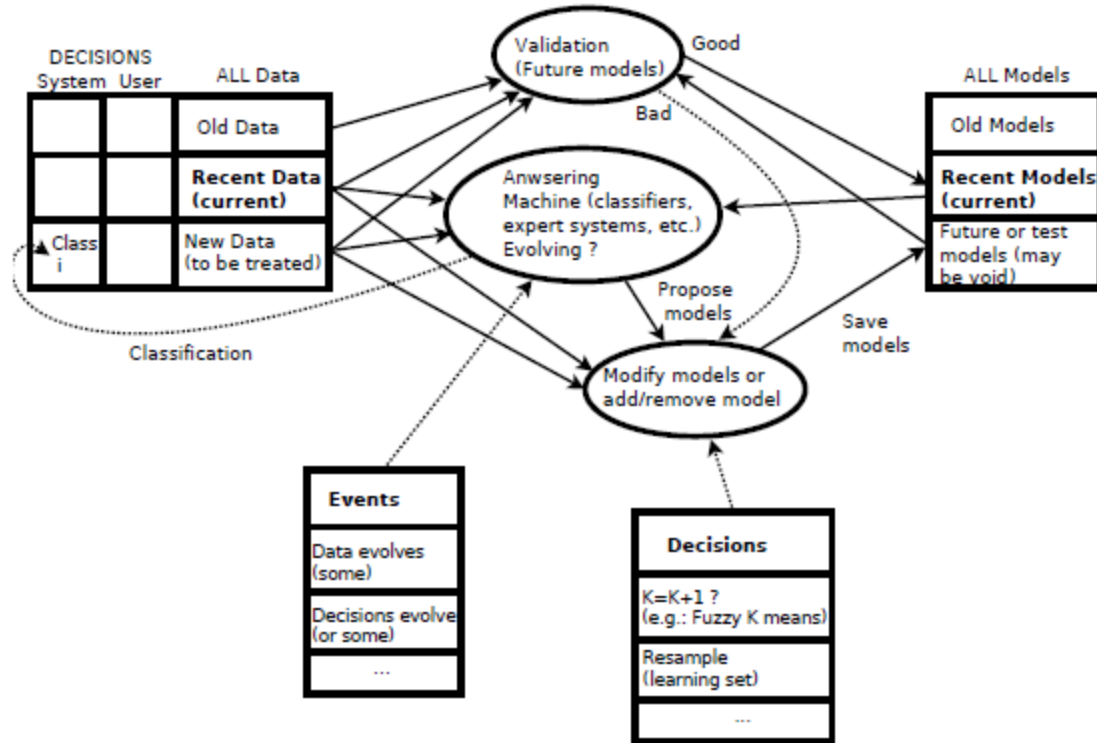 DECISIONS
System User
ALL Data
Old Data
Recent Data
(current)
Class
i
New Data
(to be treated)
Classification
Validation
(Future models)
Good
Bad
Anwsering
Machine (classifiers,
expert systems, etc.)
Evolving ?
Propose
models
Modify models or
add/remove model
Save
models
ALL Models
Old Models
Recent Models
(current)
Future or test
models (may
be void)
Events
Data evolves
(some)
Decisions evolve
(or some)
...
Decisions
K=K+1 ?
(e.g.: Fuzzy K means)
Resample
(learning set)
...